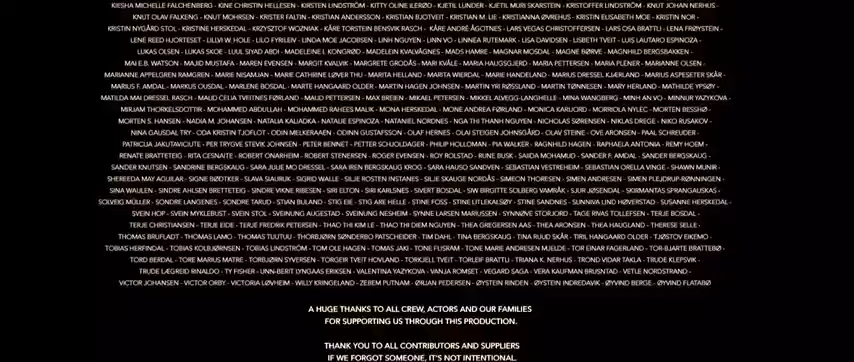 KIESHA MICHELLE FALCHENBERG - KINE CHRISTIN HELLESEN - KIRSTEN LINDSTRØM - KITTY OLINE ILERØD - KJETIL LUNDER - KJETIL MURI SKARSTEIN - KRISTOFFER LINDSTRØM - KNUT JOHAN NERHUS
KNUT OLAV FALKENG - KNUT MOHRSEN - KRISTER FALTIN - KRISTIAN ANDERSSON - KRISTIAN BJOTVEIT - KRISTIAN M. LIE - KRISTIANNA ØVREHUS - KRISTIN ELISABETH MOE - KRISTIN NOR -
KRISTIN NYGÅRD STOL - KRISTINE HERSKEDAL - KRZYSZTOF WOZNIAK - KÅRE TORSTEIN BENSVIK RASCH - KÅRE ANDRÉ ÅGOTNES - LARS VEGAS CHRISTOFFERSEN - LARS OSA BRATTLI - LENA FRØYSTEIN -
LENE REED HOGETEST - LILLI W. HOLE - LILO FYRILEIV - LINDA MOE JACOBSEN - LINH NGUYEN - LINN VO - LINNEA RUTEMARK - LISA DAVIDSEN - LISBETH TVEIT - LUIS LAUTARO ESPINOZA -
LUKAS OLSEN - LUKAS SKOE - LUUL SIYAD ABDI - MADELEINE I. KONGRØD - MADELEIN KVALVÅGNES - MADS HAMRE - MAGNAR MOSDAL - MAGNE BØRVE - MAGNHILD BERGSBAKKEN -
MAI E.B. WATSON - MAJID MUSTAFA - MAREN EVENSEN - MARGIT KVALVIK - MARGRETE GRODÅS - MARI KVÅLE - MARIA HAUGSGJERD - MARIA PETTERSEN - MARIA PLENER - MARIANNE OLSEN -
MARIANNE APPELGREN RAMGREN - MARIE NISAMJAN - MARIE CATHRINE LØVER THU - MARITA HELLAND - MARITA WIERDAL - MARIE HANDELAND - MARIUS DRESSEL KJÆRLAND - MARIUS ASPESETER SKÅR -
MARIUS F. AMDAL - MARKUS OUSDAL - MARLENE BOSDAL - MARTE HANGAARD OLDER - MARTIN HAGEN JOHNSEN - MARTIN YRI RØSSLAND - MARTIN TØNNESEN - MARY HERLAND - MATHILDE YPSØY -
MATILDA MAI DRESSEL RASCH - MAUD CELIA TVEITNES FØRLAND - MAUD PETTERSEN - MAX BREIEN - MIKAEL PETERSEN - MIKKEL ALVEGG-LANGHELLE - MINA WANGBERG - MINH AN VO - MINNUR YAZYKOVA -
MIRJAM THORKELSDOTTIR - MOHAMMED ABDULLAH - MOHAMMED RAHEES MALIK - MONA HERSKEDAL - MONE ANDREA FØRLAND - MONICA KARLORD - MORRIOLA NYLEC - MORTEN BESSHØ -
MORTEN S. HANSEN - NADIA M. JOHANSEN - NATALIA KALIADKA - NATALIE ESPINOZA - NATANIEL NORDNES - NGA THI THANH NGUYEN - NICHOLAS SØRENSEN - NIKLAS DREGE - NIKO RUSAKOV -
NINA GAUSDAL TRY - ODA KRISTIN TJOFLOT - ODIN MELKERAAEN - ODINN GUSTAFSSON - OLAF HERNES - OLAI STEIGEN JOHNSGÅRD - OLAV STEINE - OVE ARONSEN - PAAL SCHREUDER -
PATRICIJA JAKUTAVICIUTE - PER TRYGVE STEVIK JOHNSEN - PETER BENNET - PETTER SCHJOLDAGER - PHILIP HOLLOMAN - PIA WALKER - RAGNHILD HAGEN - RAPHAELA ANTONIA - REMY HOEM -
RENATE BRATTETEIG - RITA CESNAITE - ROBERT ONARHEIM - ROBERT STENERSEN - ROGER EVENSEN - ROY ROLSTAD - RUNE BUSK - SAIDA MOHAMUD - SANDER F. AMDAL - SANDER BERGSKAUG -
SANDER KNUTSEN - SANDRINE BERGSKAUG - SARA JULIE MO DRESSEL - SARA IREN BERGSKAUG KROG - SARA HAUSO SANDVEN - SEBASTIAN VESTREHEIM - SEBASTIAN ORELLA VINGE - SHAWN MUNIR -
SHEREEDA MAY AGUILAR - SIGNE BØDTKER - SLAVA SAURLIK - SIGRID WALLE - SILJE ROSTEN INSTANES - SILJE SKAUGE NORDÅS - SIMEON THORESEN - SIMEN ANDRESEN - SIMEN PLEJDRUP-RØNNINGEN -
SINA WAULEN - SINDRE AHLSEN BRETTETEIG - SINDRE VIKNE RIBESEN - SIRI ELTON - SIRI KARLSNES - SIVERT BOSDAL - SIW BIRGITTE SOLBERG VAMRÅK - SJUR JØSENDAL - SKIRMANTAS SPRANGAUSKAS -
SOLVEIG MÜLLER - SONDRE LANGENES - SONDRE TARUD - STIAN BULAND - STIG EIE - STIG ARE HELLE - STINE FOSS - STINE LITLEKALSØY - STINE SANDNES - SUNNIVA LIND HØVERSTAD - SUSANNE HERSKEDAL -
SVEIN HOP - SVEIN MYKLEBUST - SVEIN STOL - SVEINUNG AUGESTAD - SVEINUNG NESHEIM - SYNNE LARSEN MARIUSSEN - SYNNØVE STORJORD - TAGE RIVAS TOLLEFSEN - TERJE BOSDAL -
TERJE CHRISTIANSEN - TERJE EIDE - TERJE FREDRIK PETERSEN - THAO THI KIM LE - THAO THI DIEM NGUYEN - THEA GREGERSEN AAS - THEA ARONSEN - THEA HAUGLAND - THERESE SELLE -
THOMAS BRUFLADT - THOMAS LAMO - THOMAS TUUTUU - THORBJØRN SØNDERBO PATSCHEIDER - TIM DAHL - TINA BERGSKAUG - TINA RUUD SKÅR - TIRIL HANGAARD OLDER - TJØSTOV EIKEMO -
TOBIAS HERFINDAL - TOBIAS KOLBJØRNSEN - TOBIAS LINDSTRØM - TOM OLE HAGEN - TOMAS JAKI - TONE FUSRAM - TONE MARIE ANDRESEN MJELDE - TOR EINAR FAGERLAND - TOR-BJARTE BRATTEBØ -
TORD BERDAL - TORE MARIUS MATRE - TORBJØRN SYVERSEN - TORGEIR TVEIT HOVLAND - TORKJELL TVEIT - TORLEIF BRATTLI - TRIANA K. NERHUS - TROND VIDAR TAKLA - TRUDE KLEPSVIK -
TRUDE LÆGREID RINALDO - TY FISHER - UNN-BERIT LYNGAAS ERIKSEN - VALENTINA YAZYKOVA - VANJA ROMSET - VEGARD SAGA - VERA KAUFMAN BRUSNTAD - VETLE NORDSTRAND -
VICTOR JOHANSEN - VICTOR ORBY - VICTORIA LØVHEIM - WILLY KRINGELAND - ZEBEM PUTNAM - ØRJAN PEDERSEN - ØYSTEIN RINDEN - ØYSTEIN INDREDAVIK - ØYVIND BERGE - ØYVIND FLATABØ
A HUGE THANKS TO ALL CREW, ACTORS AND OUR FAMILIES
FOR SUPPORTING US THROUGH THIS PRODUCTION.
THANK YOU TO ALL CONTRIBUTORS AND SUPPLIERS
IF WE FORGOT SOMEONE, IT'S NOT INTENTIONAL.